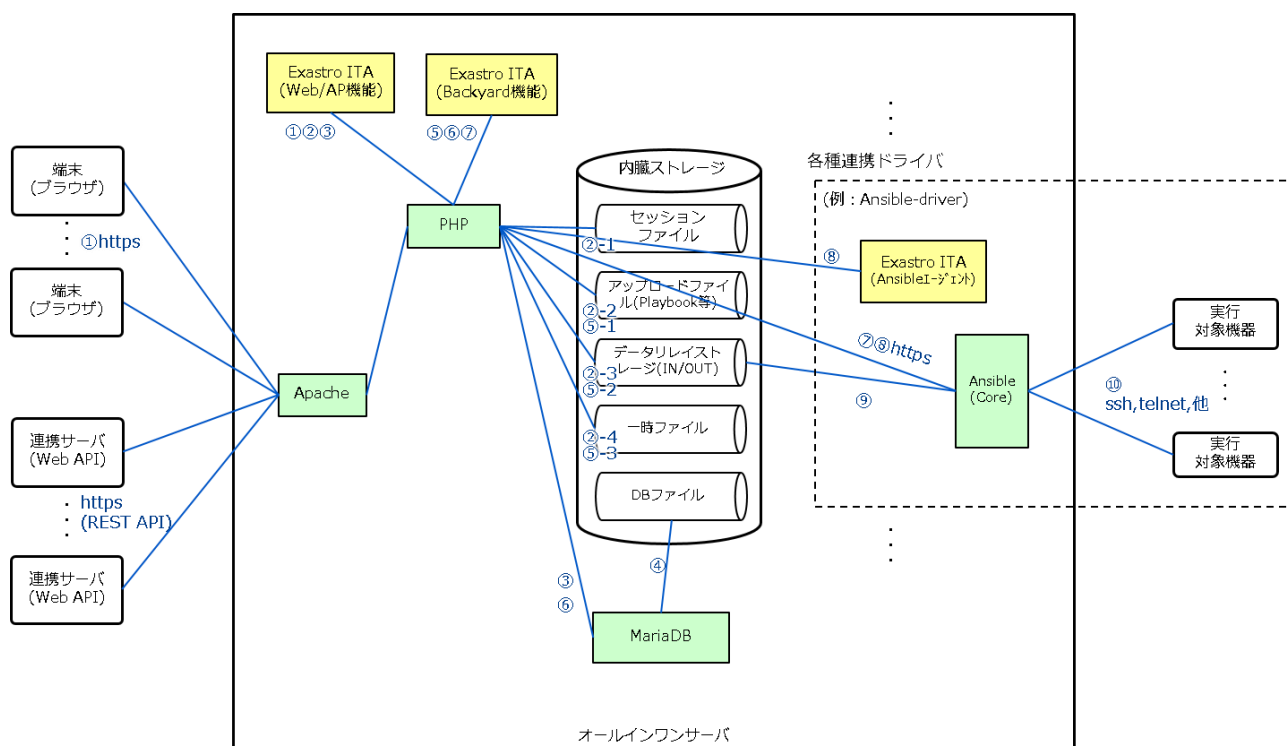 Exastro ITA
(Web/AP機能)
Exastro ITA
(Backyard機能)
①②③
⑤⑥⑦
端末
(ブラウザ)
①https
端末
(ブラウザ)
連携サーバ
(Web API)
https
(REST API)
連携サーバ
(Web API)
Apache
PHP
内臓ストレージ
セッション
ファイル
②-1
アップロードファイ
ル(Playbook等)
②-2
⑤-1
データリレイスト
レージ(IN/OUT)
②-3
⑤-2
一時ファイル
②-4
⑤-3
DBファイル
④
③
⑥
MariaDB
各種連携ドライバ
(例：Ansible-driver)
⑧
Exastro ITA
(Ansibleエージェント)
⑦⑧https
⑨
Ansible
(Core)
⑩
ssh,telnet,他
実行
対象機器
実行
対象機器
オールインワンサーバ